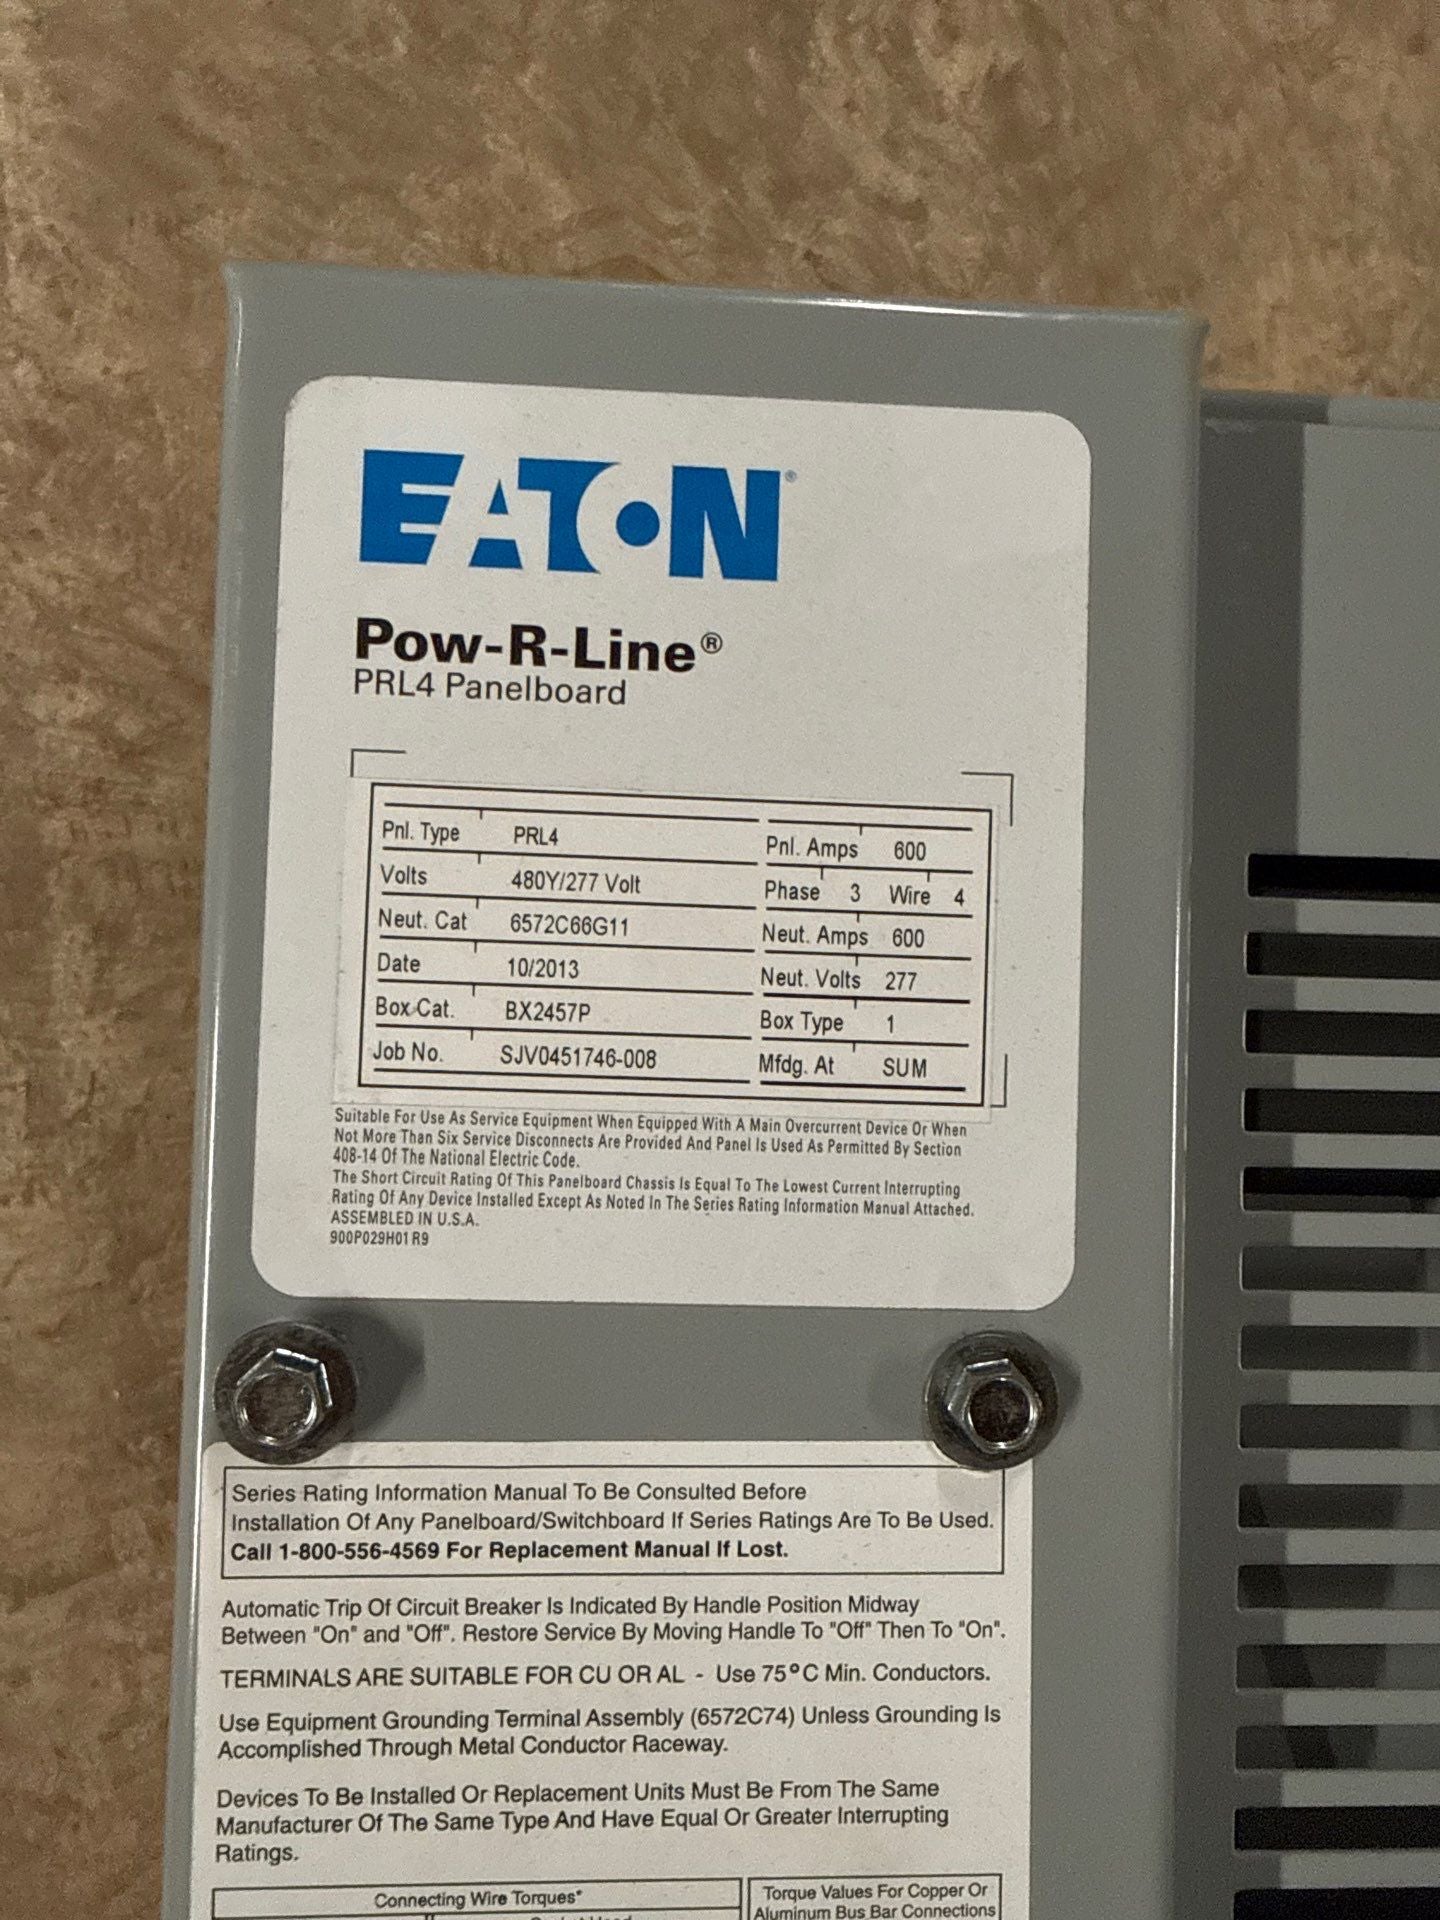 EATON®
Pow-R-Line®
PRL4 Panelboard
Pnl. Type PRL4 Pnl. Amps 600
Volts 480Y/277 Volt Phase 3 Wire 4
Neut. Cat 6572C66G11 Neut. Amps 600
Date 10/2013 Neut. Volts 277
Box Cat. BX2457P Box Type 1
Job No. SJV0451746-008 Mfdg. At SUM
Suitable For Use As Service Equipment When Equipped With A Main Overcurrent Device Or When
Not More Than Six Service Disconnects Are Provided And Panel Is Used As Permitted By Section
408-14 Of The National Electric Code.
The Short Circuit Rating Of This Panelboard Chassis Is Equal To The Lowest Current Interrupting
Rating Of Any Device Installed Except As Noted In The Series Rating Information Manual Attached.
ASSEMBLED IN U.S.A.
900P029H01 R9
Series Rating Information Manual To Be Consulted Before
Installation Of Any Panelboard/Switchboard If Series Ratings Are To Be Used.
Call 1-800-556-4569 For Replacement Manual If Lost.
Automatic Trip Of Circuit Breaker Is Indicated By Handle Position Midway
Between "On" and "Off". Restore Service By Moving Handle To "Off" Then To "On".
TERMINALS ARE SUITABLE FOR CU OR AL - Use 75°C Min. Conductors.
Use Equipment Grounding Terminal Assembly (6572C74) Unless Grounding Is
Accomplished Through Metal Conductor Raceway.
Devices To Be Installed Or Replacement Units Must Be From The Same
Manufacturer Of The Same Type And Have Equal Or Greater Interrupting
Ratings.
Connecting Wire Torques*
Torque Values For Copper Or
Aluminum Bus Bar Connections